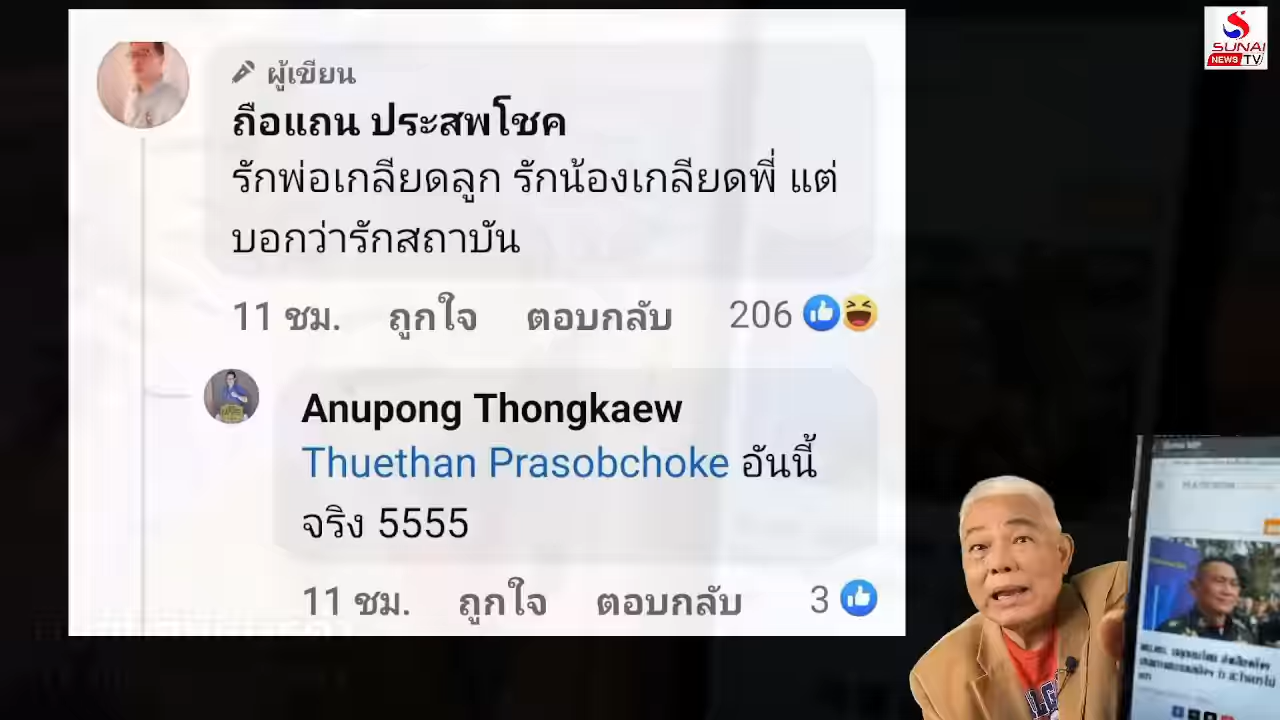 SUNAI
NEWS TV
ผู้เขียน
ถือแถน ประสพโชค
รักพ่อเกลียดลูก รักน้องเกลียดพี่ แต่
บอกว่ารักสถาบัน
11 ชม. ถูกใจ ตอบกลับ 206
Anupong Thongkaew
Thuethan Prasobchoke อันนี้
จริง 5555
11 ชม. ถูกใจ ตอบกลับ 3